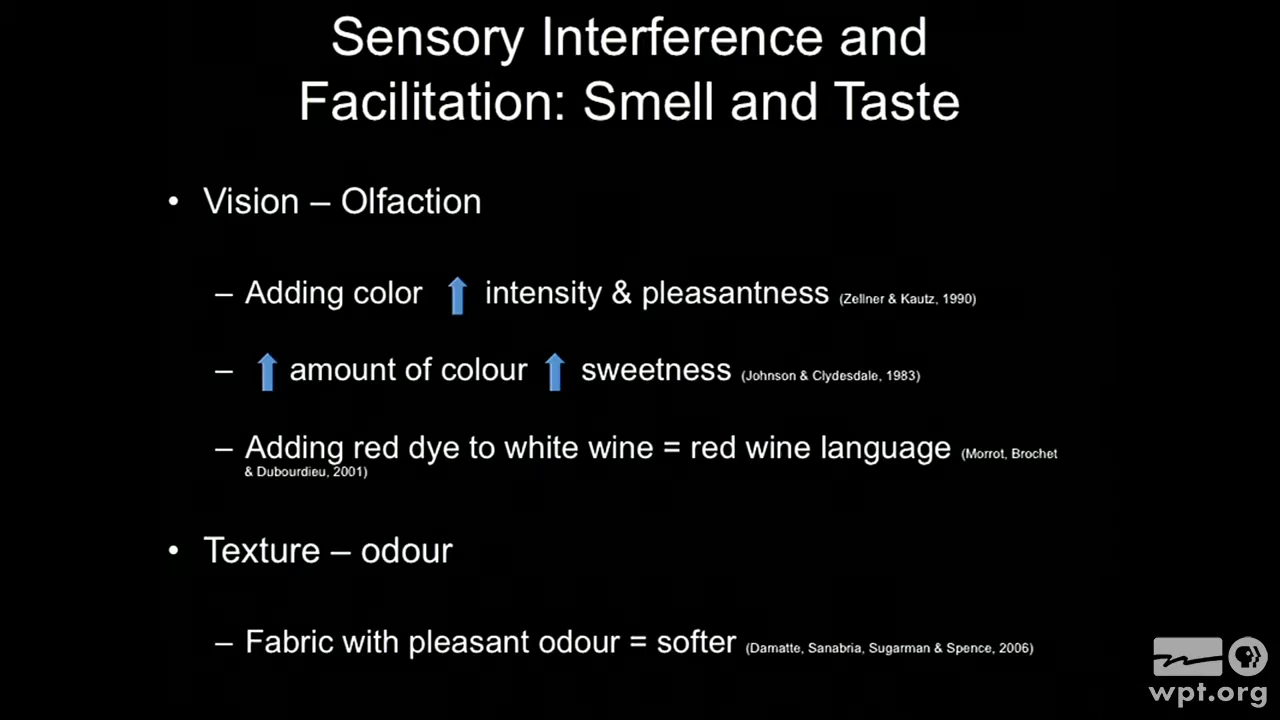 Sensory Interference and
Facilitation: Smell and Taste
• Vision – Olfaction
– Adding color ⬆ intensity & pleasantness (Zellner & Kautz, 1990)
– ⬆ amount of colour ⬆ sweetness (Johnson & Clydesdale, 1983)
– Adding red dye to white wine = red wine language (Morrot, Brochet
& Dubourdieu, 2001)
• Texture – odour
– Fabric with pleasant odour = softer (Damatte, Sanabria, Sugarman & Spence, 2006)
wpt.org